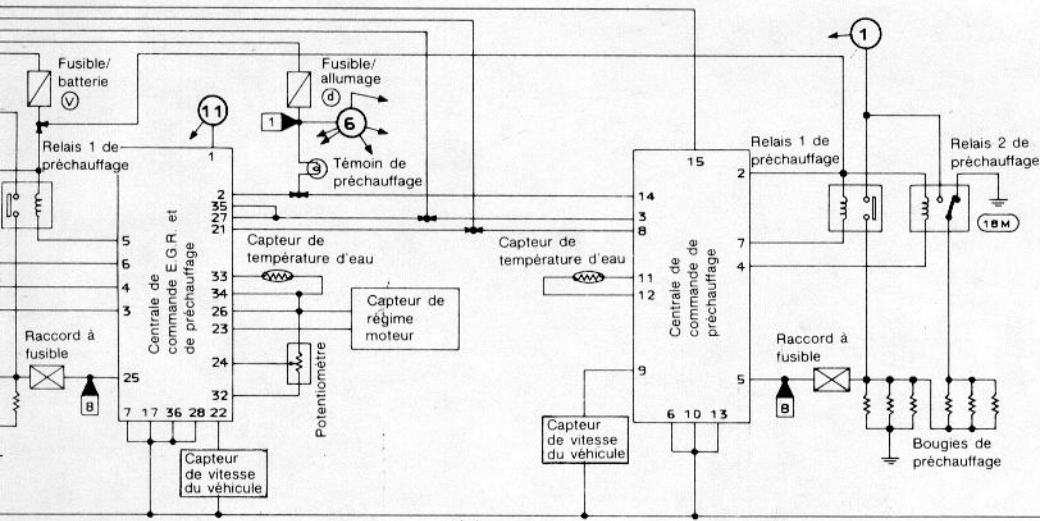 1
Fusible/
batterie
V
Fusible/
allumage
d
11
1
6
Relais 1 de
préchauffage
Témoin de
préchauffage
1
15
Relais 1 de
préchauffage
Relais 2 de
préchauffage
2
2
14
35
27
3
21
8
18M
5
7
6
4
4
3
Centrale de
commande E.G.R. et
de préchauffage
Capteur de
température d'eau
33
34
26
23
24
32
Capteur de
régime
moteur
Potentiomètre
Capteur de
température d'eau
11
12
Centrale de
commande de
préchauffage
9
5
Raccord à
fusible
8
25
7 17 36 28 22
Capteur
de vitesse
du véhicule
6 10 13
Capteur
de vitesse
du véhicule
Raccord à
fusible
8
Bougies de
préchauffage